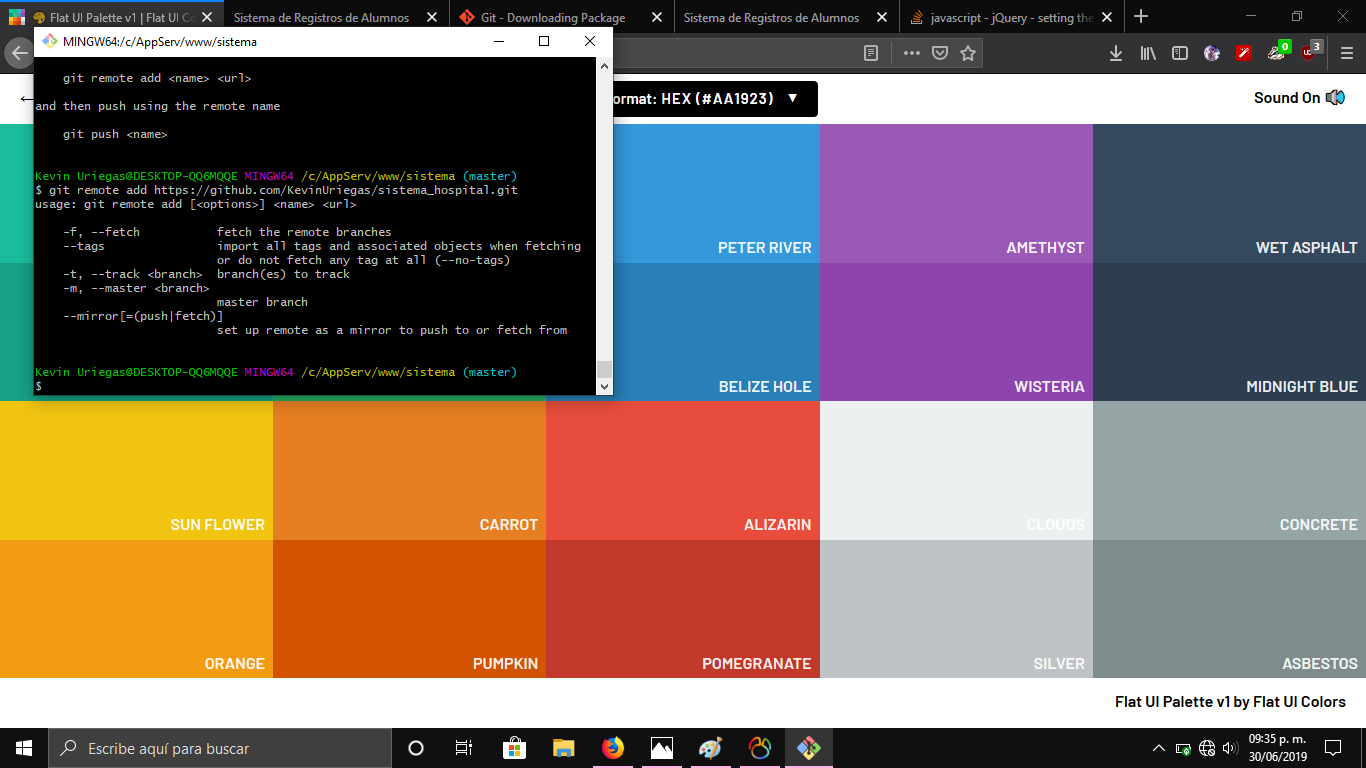 Flat UI Palette v1 | Flat UI Co
Sistema de Registros de Alumnos
Git - Downloading Package
Sistema de Registros de Alumnos
javascript - jQuery - setting the
MINGW64:/c/AppServ/www/sistema
0
3
ormat: HEX (#AA1923) ▼
Sound On
git remote add <name> <url>
and then push using the remote name
git push <name>
Kevin Uriegas@DESKTOP-QQ6MQQE MINGW64 /c/AppServ/www/sistema (master)
$ git remote add https://github.com/KevinUriegas/sistema_hospital.git
usage: git remote add [<options>] <name> <url>
-f, --fetch fetch the remote branches
--tags import all tags and associated objects when fetching
or do not fetch any tag at all (--no-tags)
-t, --track <branch> branch(es) to track
-m, --master <branch>
master branch
--mirror[=(push|fetch)]
set up remote as a mirror to push to or fetch from
Kevin Uriegas@DESKTOP-QQ6MQQE MINGW64 /c/AppServ/www/sistema (master)
$
PETER RIVER
AMETHYST
WET ASPHALT
BELIZE HOLE
WISTERIA
MIDNIGHT BLUE
SUN FLOWER
CARROT
ALIZARIN
CLOUDS
CONCRETE
ORANGE
PUMPKIN
POMEGRANATE
SILVER
ASBESTOS
Flat UI Palette v1 by Flat UI Colors
Escribe aquí para buscar
09:35 p. m.
30/06/2019